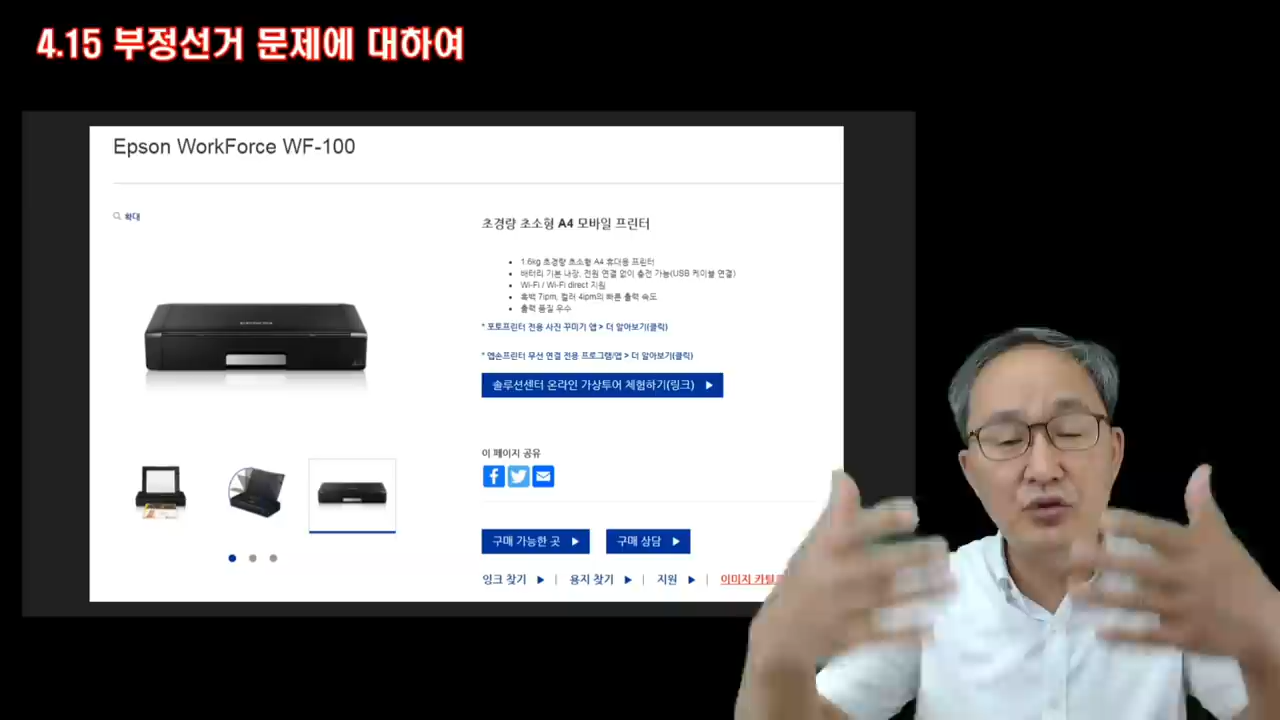 4.15 부정선거 문제에 대하여
Epson WorkForce WF-100
확대
초경량 초소형 A4 모바일 프린터
1.6kg 초경량 초소형 A4 휴대용 프린터
배터리 기본 내장, 전원 연결 없이 충전 가능(USB 케이블 연결)
Wi-Fi / Wi-Fi direct 지원
흑백 7ipm, 컬러 4ipm의 빠른 출력 속도
출력 품질 우수
* 포토프린터 전용 사진 꾸미기 앱 > 더 알아보기(클릭)
* 엡손프린터 무선 연결 전용 프로그램/앱 > 더 알아보기(클릭)
솔루션센터 온라인 가상투어 체험하기(링크)
EPSON
이 페이지 공유
구매 가능한 곳
구매 상담
잉크 찾기 | 용지 찾기 | 지원 | 이미지